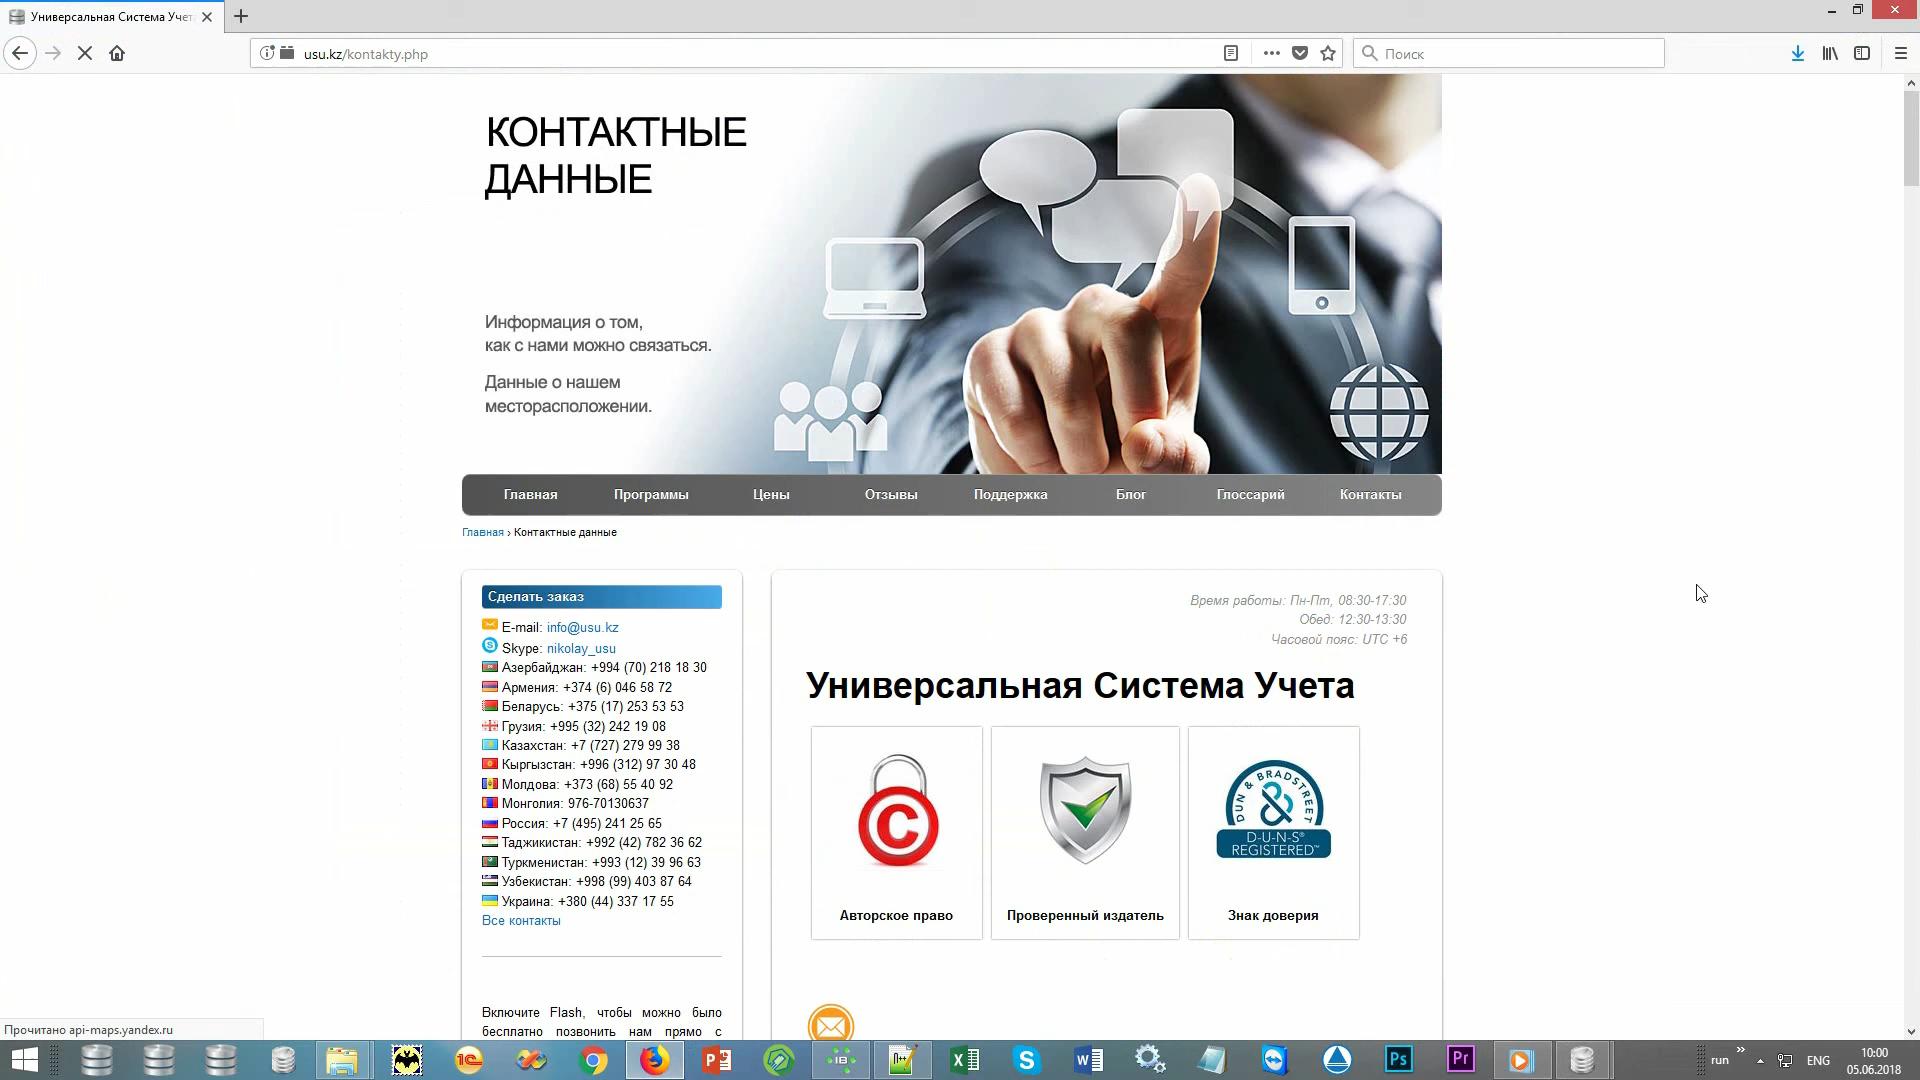 Универсальная Система Учет
usu.kz/kontakty.php
Поиск
КОНТАКТНЫЕ
ДАННЫЕ
Информация о том,
как с нами можно связаться.
Данные о нашем
месторасположении.
Главная
Программы
Цены
Отзывы
Поддержка
Блог
Глоссарий
Контакты
Главная › Контактные данные
Сделать заказ
E-mail: info@usu.kz
Skype: nikolay_usu
Азербайджан: +994 (70) 218 18 30
Армения: +374 (6) 046 58 72
Беларусь: +375 (17) 253 53 53
Грузия: +995 (32) 242 19 08
Казахстан: +7 (727) 279 99 38
Кыргызстан: +996 (312) 97 30 48
Молдова: +373 (68) 55 40 92
Монголия: 976-70130637
Россия: +7 (495) 241 25 65
Таджикистан: +992 (42) 782 36 62
Туркменистан: +993 (12) 39 96 63
Узбекистан: +998 (99) 403 87 64
Украина: +380 (44) 337 17 55
Все контакты
Включите Flash, чтобы можно было
бесплатно позвонить нам прямо с
Время работы: Пн-Пт, 08:30-17:30
Обед: 12:30-13:30
Часовой пояс: UTC +6
Универсальная Система Учета
C
Авторское право
Проверенный издатель
DUN & BRADSTREET
D-U-N-S®
REGISTERED™
Знак доверия
Прочитано api-maps.yandex.ru
run
ENG
10:00
05.06.2018